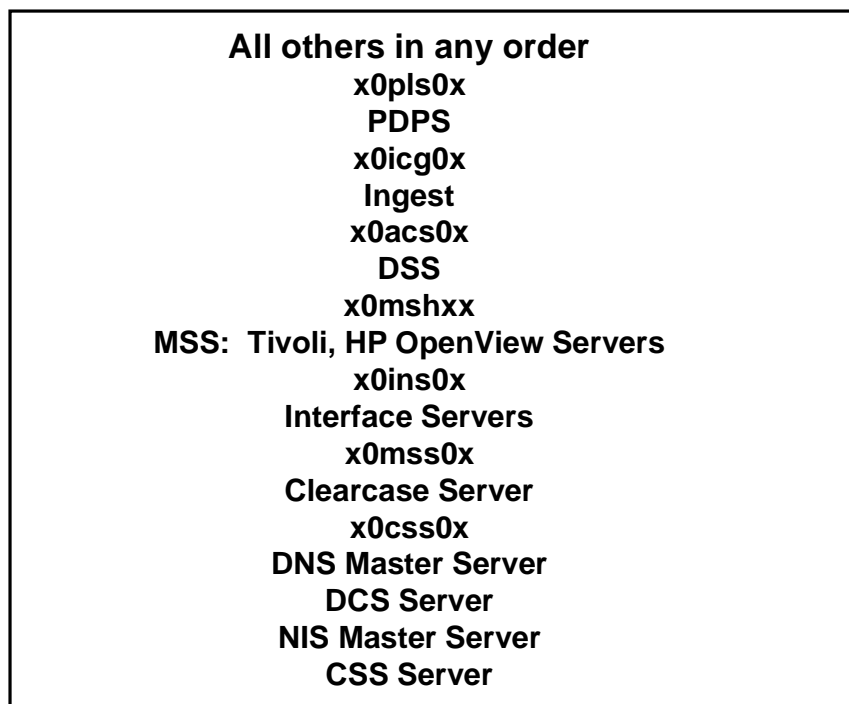 All others in any order
x0pls0x
PDPS
x0icg0x
Ingest
x0acs0x
DSS
x0mshxx
MSS:  Tivoli, HP OpenView Servers
x0ins0x
Interface Servers
x0mss0x
Clearcase Server
x0css0x
DNS Master Server
DCS Server
NIS Master Server
CSS Server